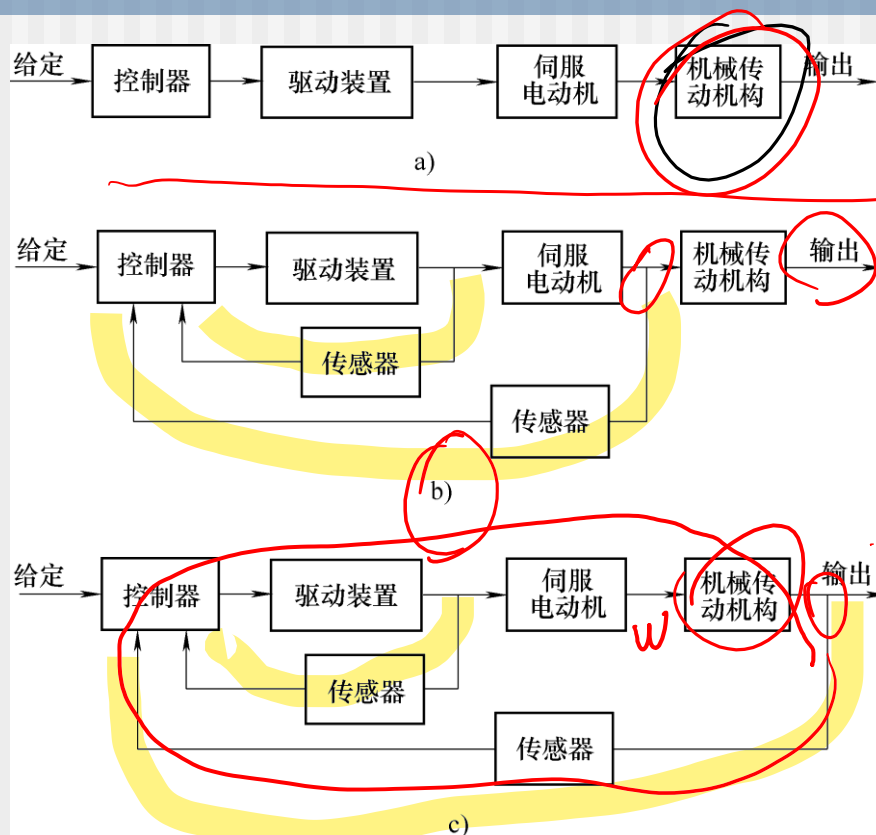 给定
控制器
驱动装置
伺服
电动机
机械传
动机构
输出
a)
给定
控制器
驱动装置
伺服
电动机
机械传
动机构
输出
传感器
传感器
b)
给定
控制器
驱动装置
伺服
电动机
W
机械传
动机构
输出
传感器
传感器
c)